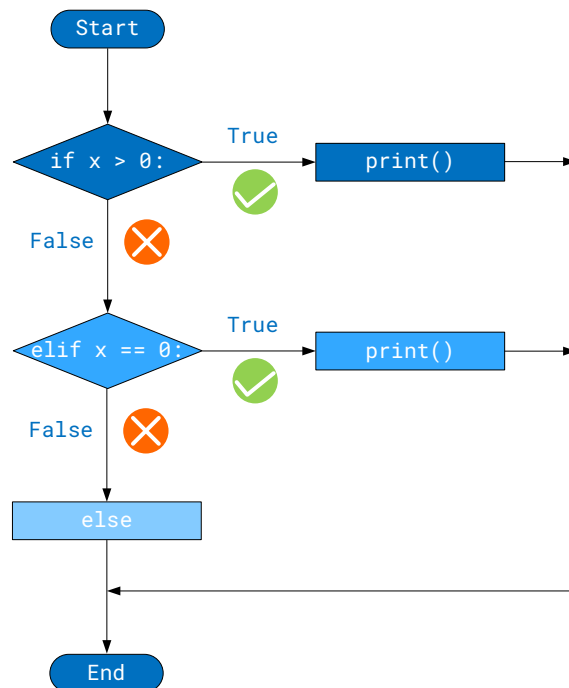 Start
True
if x > 0:
print()
False
True
elif x == 0:
print()
False
else
End